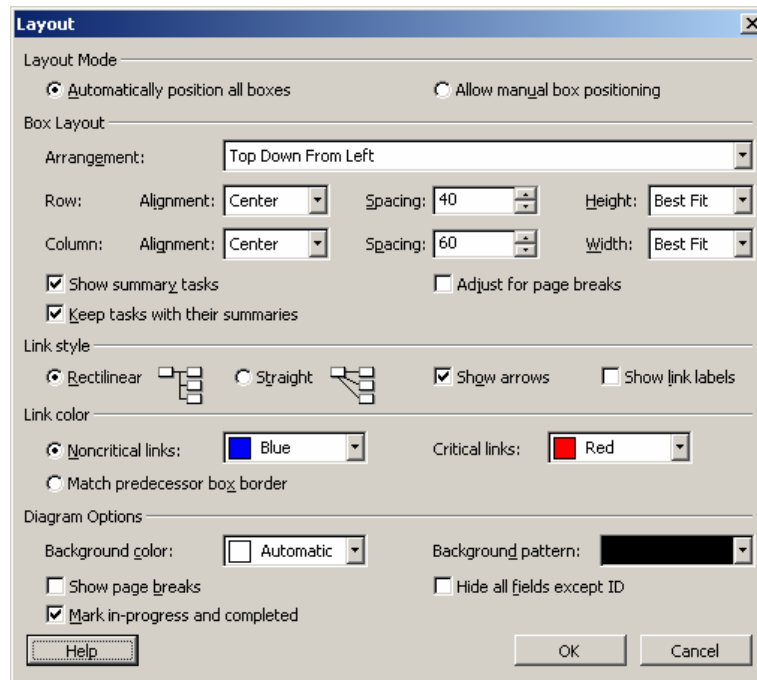 Layout
Layout Mode
Automatically position all boxes Allow manual box positioning
Box Layout
Arrangement: Top Down From Left
Row: Alignment: Center Spacing: 40 Height: Best Fit
Column: Alignment: Center Spacing: 60 Width: Best Fit
Show summary tasks Adjust for page breaks
Keep tasks with their summaries
Link style
Rectilinear Straight Show arrows Show link labels
Link color
Noncritical links: Blue Critical links: Red
Match predecessor box border
Diagram Options
Background color: Automatic Background pattern:
Show page breaks Hide all fields except ID
Mark in-progress and completed
Help OK Cancel